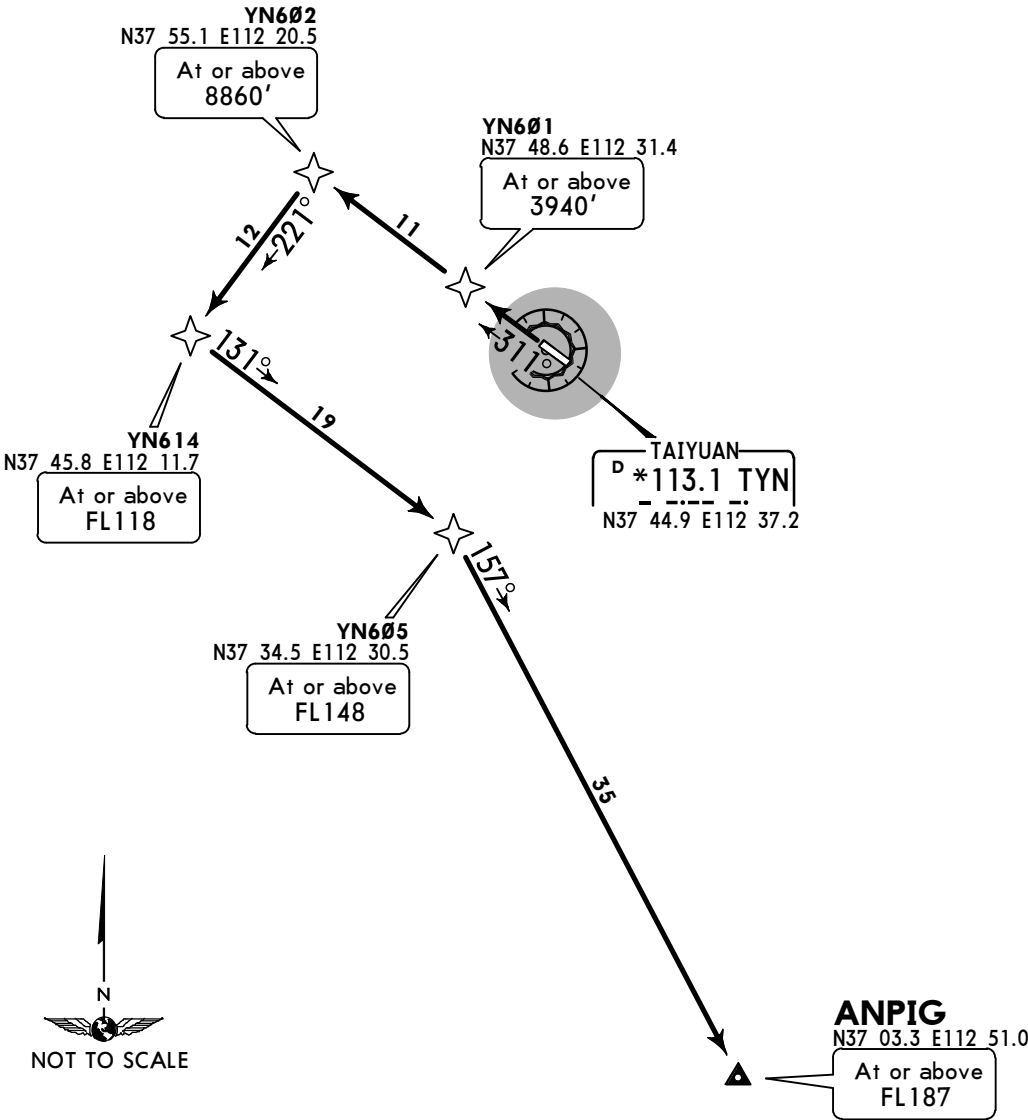 YN6Ø2
N37 55.1 E112 20.5
At or above
8860'
YN6Ø1
N37 48.6 E112 31.4
At or above
3940'
11
12
221°
311°
131°
19
YN614
N37 45.8 E112 11.7
At or above
FL118
TAIYUAN
D *113.1 TYN
N37 44.9 E112 37.2
157°
YN6Ø5
N37 34.5 E112 30.5
At or above
FL148
35
N
NOT TO SCALE
ANPIG
N37 03.3 E112 51.0
At or above
FL187